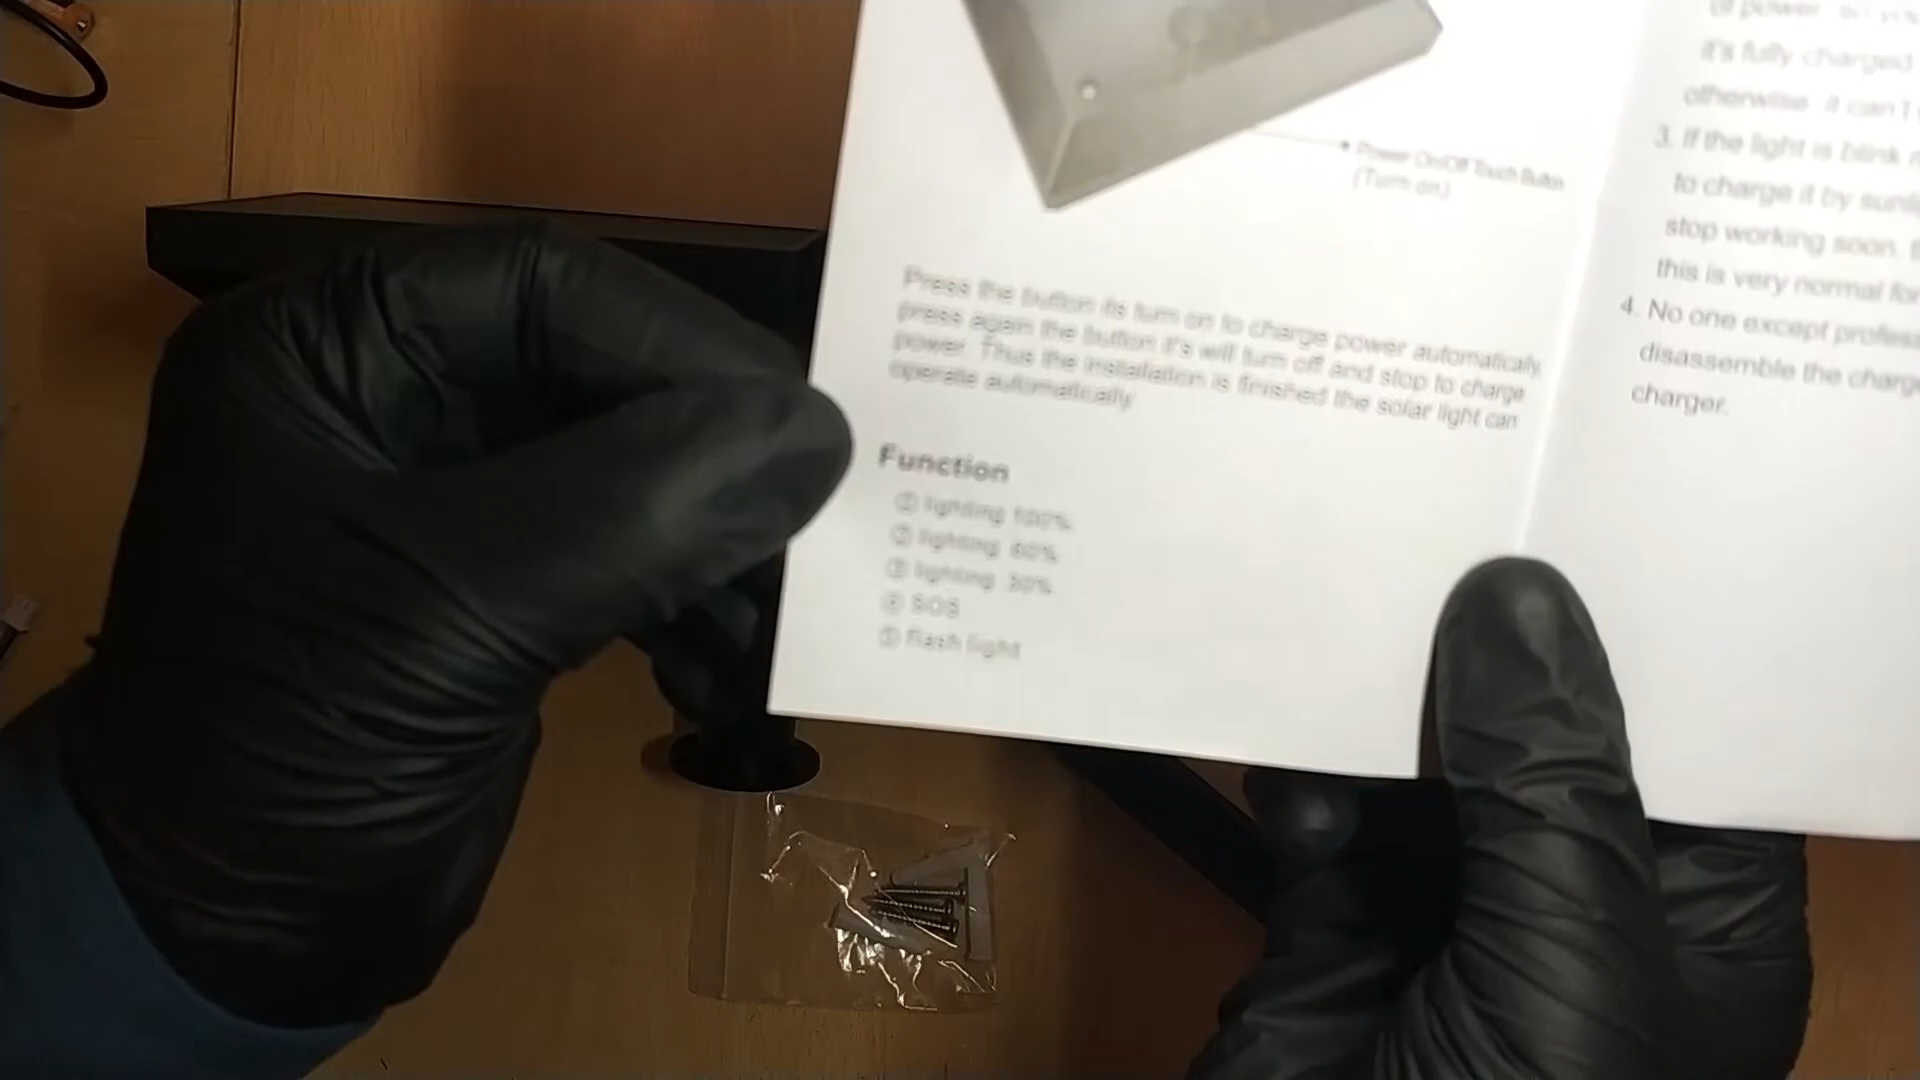 Power On/Off Touch Button
(Turn on)
Press the button its turn on to charge power automatically,
press again the button it's will turn off and stop to charge
power. Thus the installation is finished the solar light can
operate automatically.
Function
① lighting 100%
② lighting 60%
③ lighting 30%
④ SOS
⑤ flash light
it's fully charged
otherwise it can't
3. If the light is blink
to charge it by
stop working soon.
this is very normal for
4. No one except
disassemble the
charger.